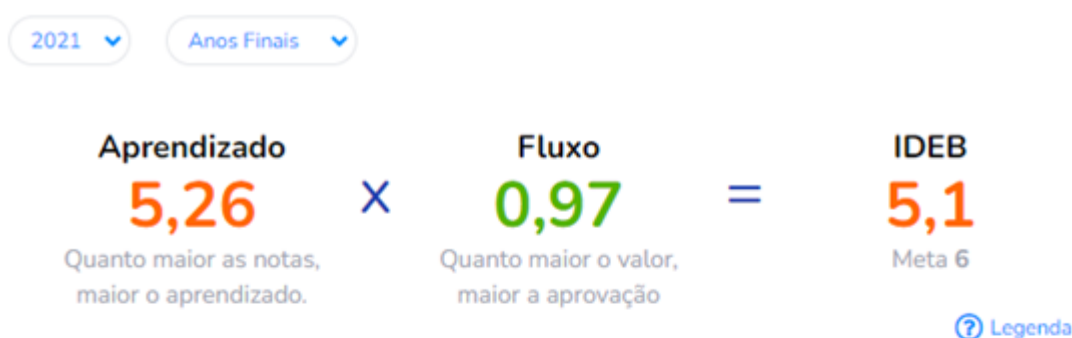 2021
Anos Finais
Aprendizado
5,26
Quanto maior as notas,
maior o aprendizado.
X
Fluxo
0,97
Quanto maior o valor,
maior a aprovação
=
IDEB
5,1
Meta 6
? Legenda